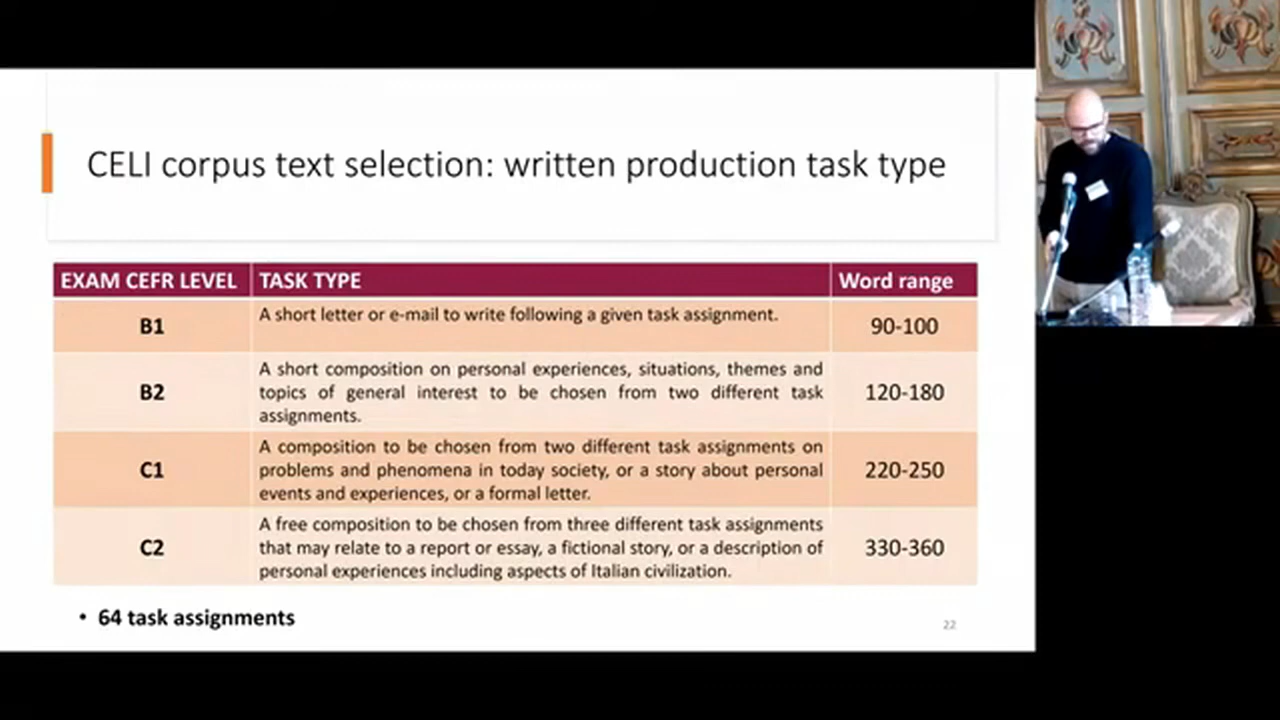 CELI corpus text selection: written production task type
EXAM CEFR LEVEL TASK TYPE Word range
B1 A short letter or e-mail to write following a given task assignment. 90-100
A short composition on personal experiences, situations, themes and
B2 topics of general interest to be chosen from two different task 120-180
assignments.
A composition to be chosen from two different task assignments on
C1 problems and phenomena in today society, or a story about personal 220-250
events and experiences, or a formal letter.
A free composition to be chosen from three different task assignments
C2 that may relate to a report or essay, a fictional story, or a description of 330-360
personal experiences including aspects of Italian civilization.
• 64 task assignments
22